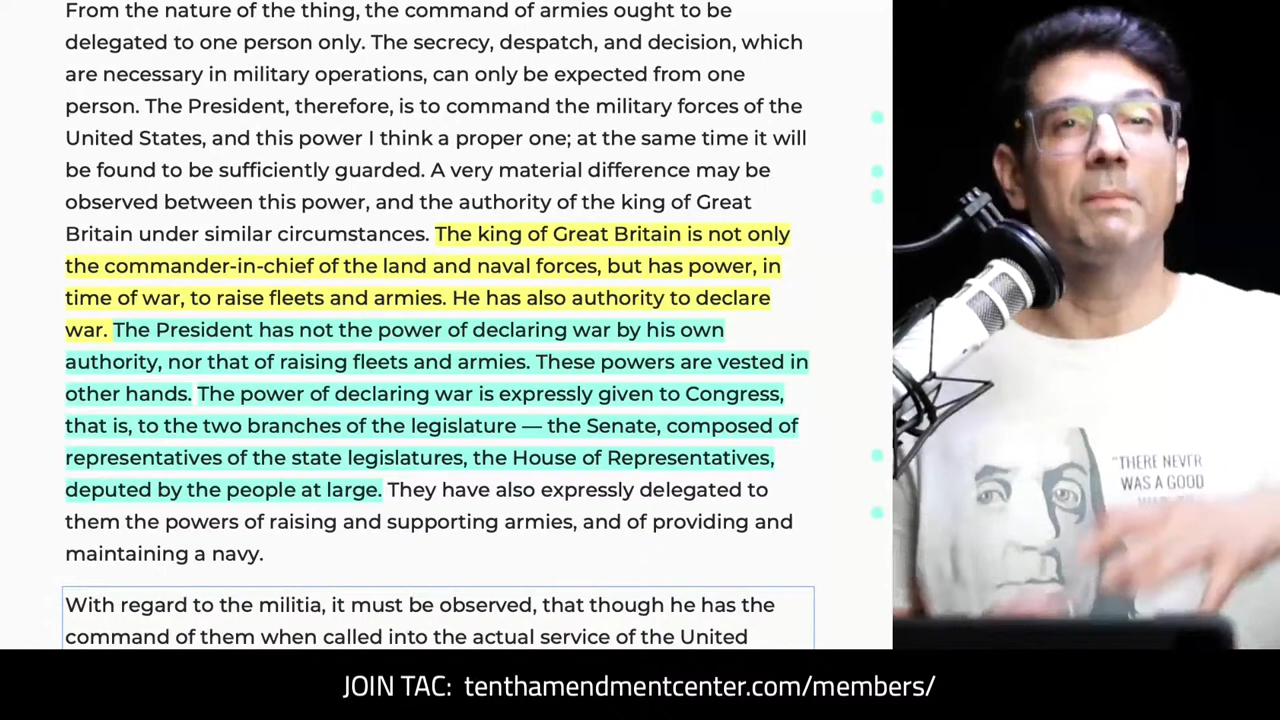 From the nature of the thing, the command of armies ought to be
delegated to one person only. The secrecy, despatch, and decision, which
are necessary in military operations, can only be expected from one
person. The President, therefore, is to command the military forces of the
United States, and this power I think a proper one; at the same time it will
be found to be sufficiently guarded. A very material difference may be
observed between this power, and the authority of the king of Great
Britain under similar circumstances. The king of Great Britain is not only
the commander-in-chief of the land and naval forces, but has power, in
time of war, to raise fleets and armies. He has also authority to declare
war. The President has not the power of declaring war by his own
authority, nor that of raising fleets and armies. These powers are vested in
other hands. The power of declaring war is expressly given to Congress,
that is, to the two branches of the legislature — the Senate, composed of
representatives of the state legislatures, the House of Representatives,
deputed by the people at large. They have also expressly delegated to
them the powers of raising and supporting armies, and of providing and
maintaining a navy.
With regard to the militia, it must be observed, that though he has the
command of them when called into the actual service of the United
"THERE NEVER
WAS A GOOD
JOIN TAC: tenthamendmentcenter.com/members/